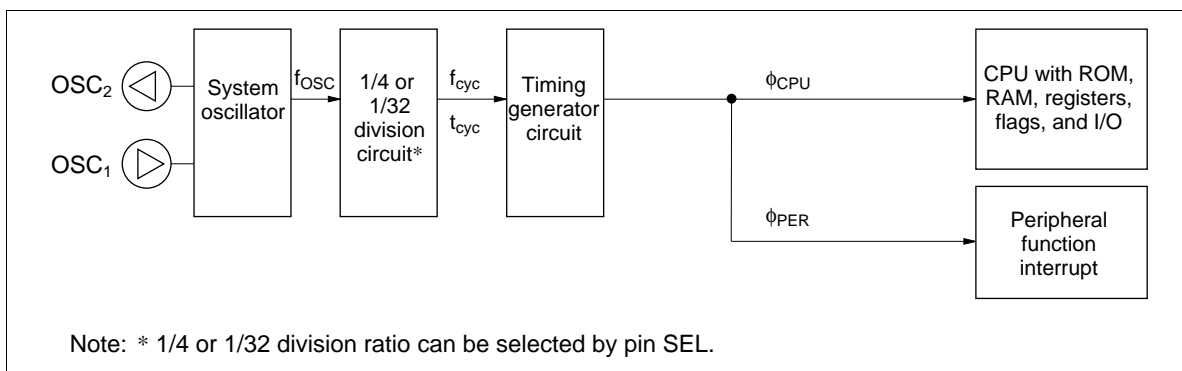 OSC₂
OSC₁
System
oscillator
fOSC
1/4 or
1/32
division
circuit*
fcyc
tcyc
Timing
generator
circuit
ϕCPU
ϕPER
CPU with ROM,
RAM, registers,
flags, and I/O
Peripheral
function
interrupt
Note: * 1/4 or 1/32 division ratio can be selected by pin SEL.